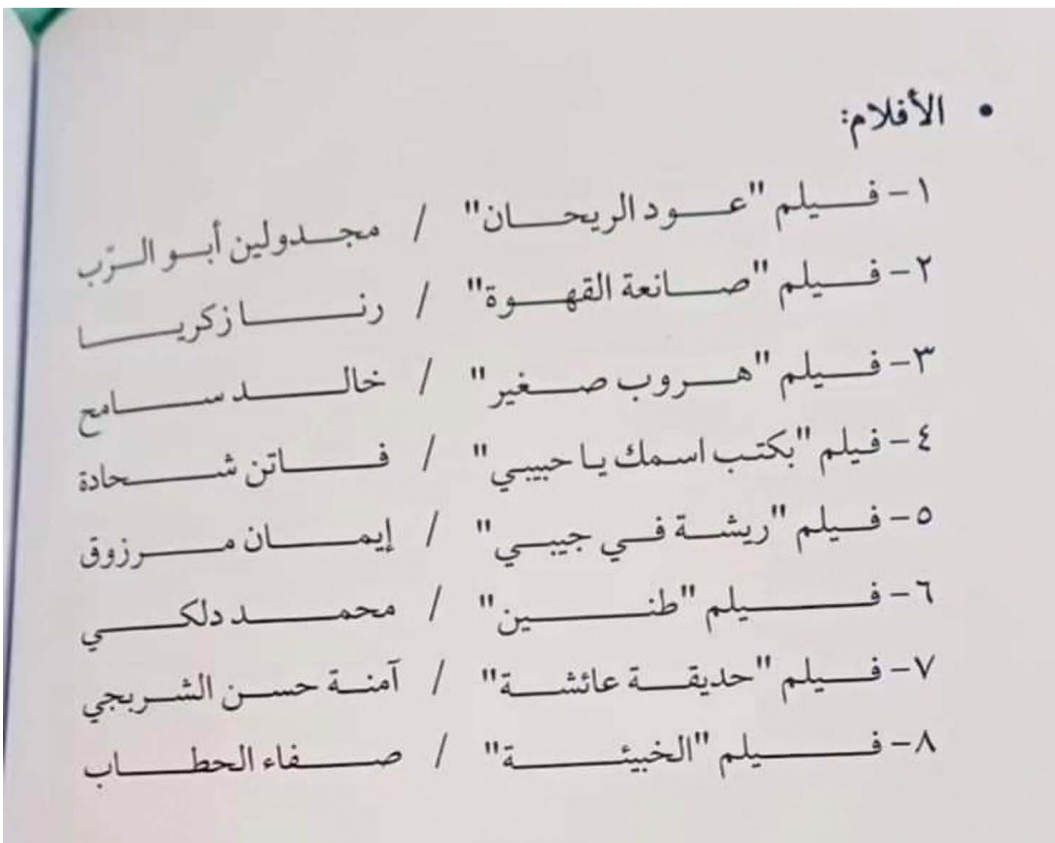 • الأفلام:
١- فيلم "عود الريحان" / مجدولين أبو الرّب
٢- فيلم "صانعة القهوة" / رنا زكريا
٣- فيلم "هروب صغير" / خالد سامح
٤- فيلم "بكتب اسمك يا حبيبي" / فاتن شحادة
٥- فيلم "ريشة في جيبي" / إيمان مرزوق
٦- فيلم "طنين" / محمد دلكي
٧- فيلم "حديقة عائشة" / آمنة حسن الشربجي
٨- فيلم "الخبيئة" / صفاء الحطاب